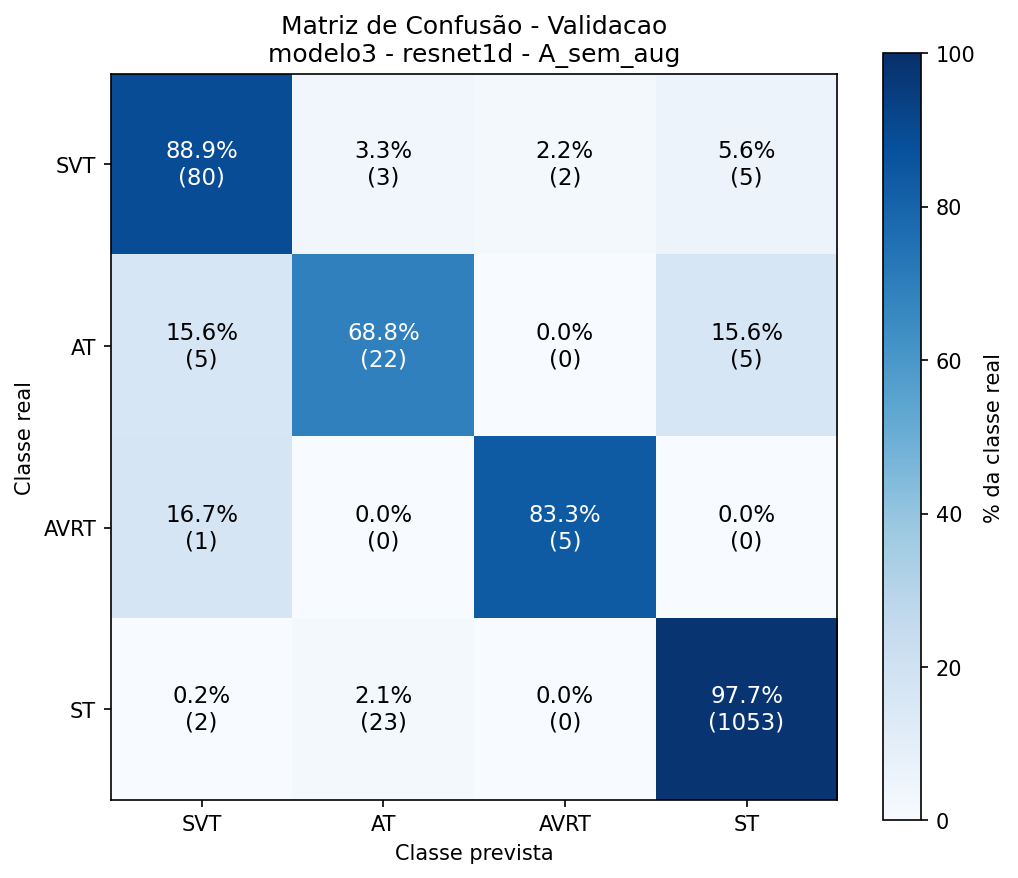 Matriz de Confusão - Validacao
modelo3 - resnet1d - A_sem_aug
Classe real
SVT
88.9%
(80)
3.3%
(3)
2.2%
(2)
5.6%
(5)
AT
15.6%
(5)
68.8%
(22)
0.0%
(0)
15.6%
(5)
AVRT
16.7%
(1)
0.0%
(0)
83.3%
(5)
0.0%
(0)
ST
0.2%
(2)
2.1%
(23)
0.0%
(0)
97.7%
(1053)
SVT
AT
AVRT
ST
Classe prevista
100
80
60
40
20
0
% da classe real